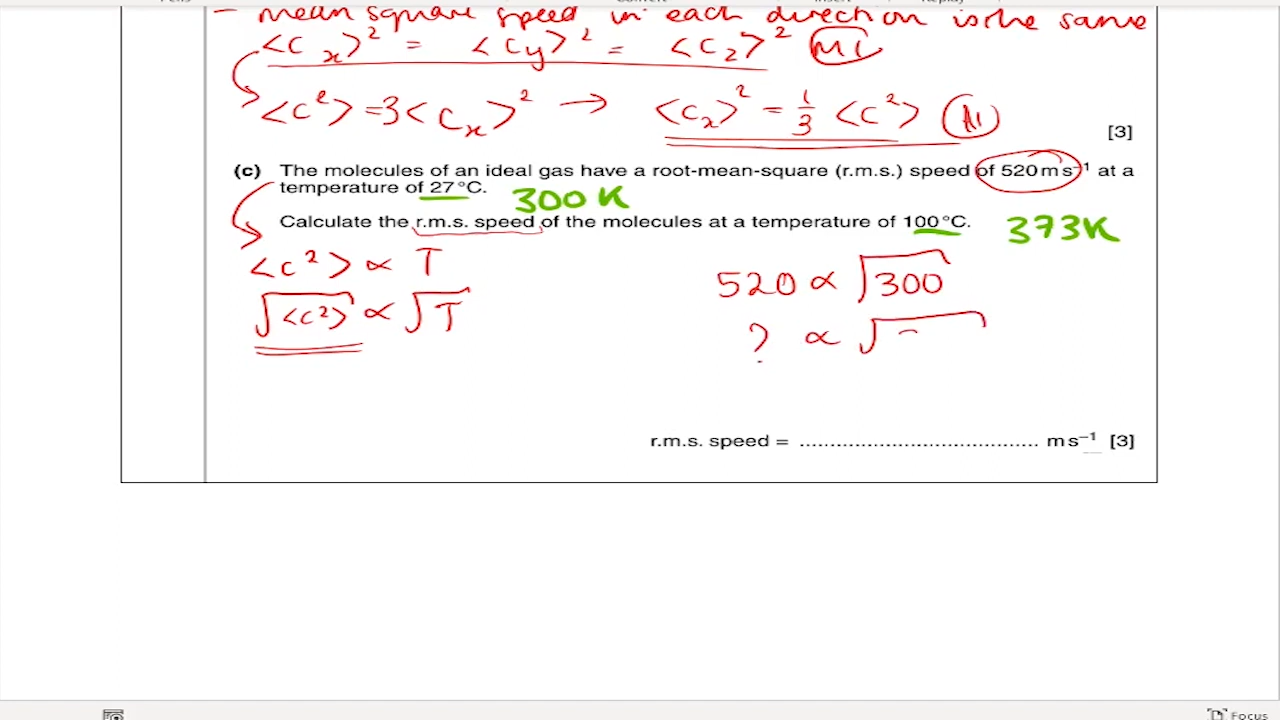 - mean square speed in each direction is the same
<Cx>² = <Cy>² = <Cz>² M1
<C²> = 3<Cx>² → <Cx>² = 1/3 <C²> A1
[3]
(c) The molecules of an ideal gas have a root-mean-square (r.m.s.) speed of 520 m s⁻¹ at a
temperature of 27 °C. 300 K
Calculate the r.m.s. speed of the molecules at a temperature of 100 °C. 373K
<C²> ∝ T
520 ∝ √300
√<C²> ∝ √T
? ∝ √
r.m.s. speed = ...................................... m s⁻¹ [3]
Focus